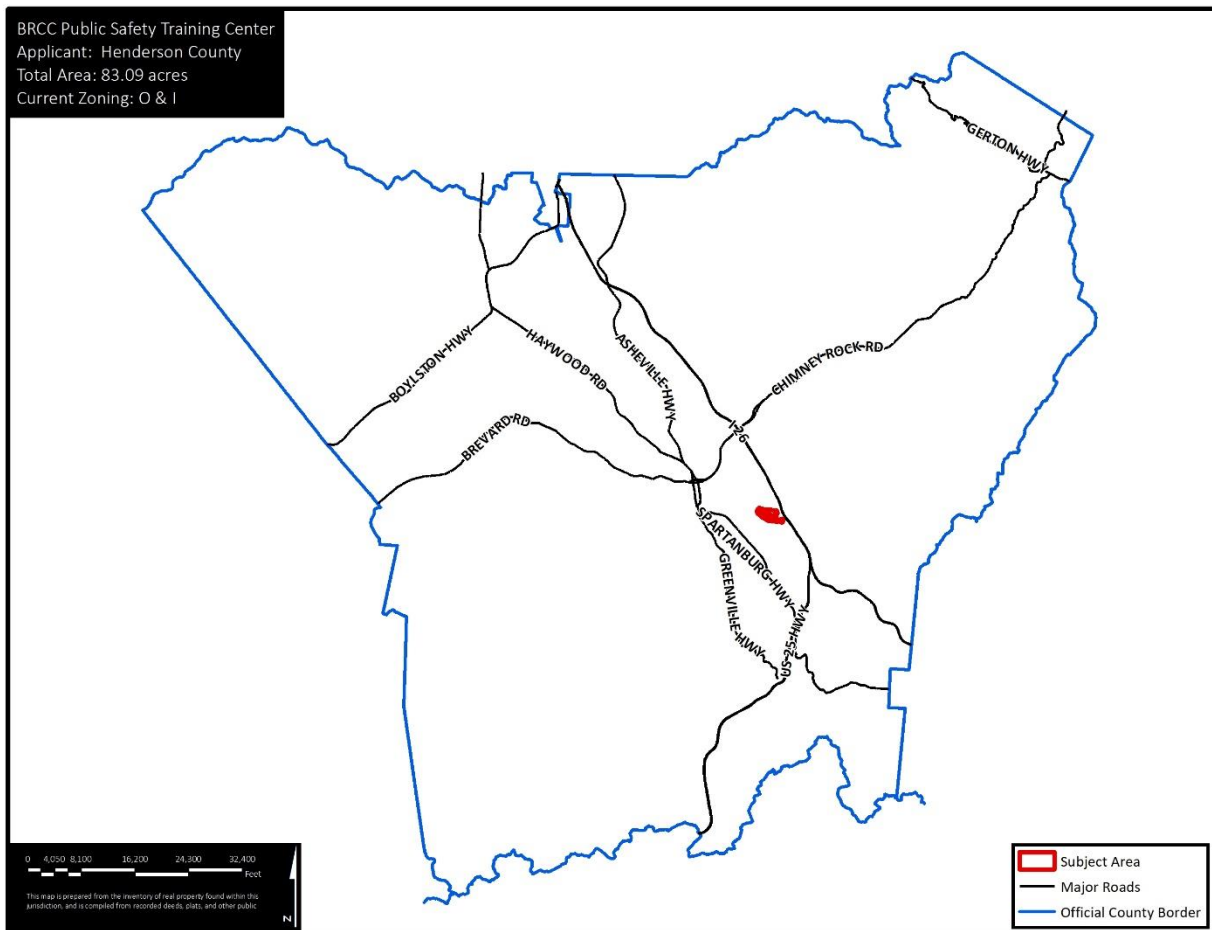 BRCC Public Safety Training Center
Applicant: Henderson County
Total Area: 83.09 acres
Current Zoning: O & I
GERTON HWY
BOYLSTON HWY
HAYWOOD RD
ASHEVILLE HWY
CHIMNEY ROCK RD
BREVARD RD
I-26
SPARTANBURG HWY
GREENVILLE HWY
US 25 HWY
0 4,050 8,100 16,200 24,300 32,400
Feet
This map is prepared from the inventory of real property found within this
jurisdiction, and is compiled from recorded deeds, plats, and other public
N
Subject Area
Major Roads
Official County Border